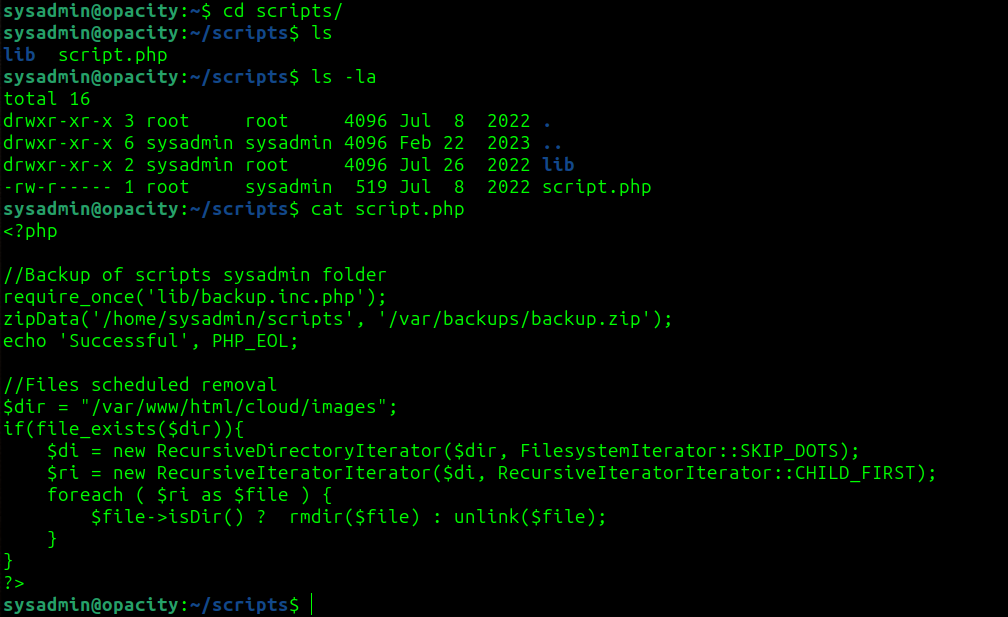 sysadmin@opacity:~$ cd scripts/
sysadmin@opacity:~/scripts$ ls
lib  script.php
sysadmin@opacity:~/scripts$ ls -la
total 16
drwxr-xr-x 3 root     root     4096 Jul  8  2022 .
drwxr-xr-x 6 sysadmin sysadmin 4096 Feb 22  2023 ..
drwxr-xr-x 2 sysadmin root     4096 Jul 26  2022 lib
-rw-r----- 1 root     sysadmin  519 Jul  8  2022 script.php
sysadmin@opacity:~/scripts$ cat script.php
<?php

//Backup of scripts sysadmin folder
require_once('lib/backup.inc.php');
zipData('/home/sysadmin/scripts', '/var/backups/backup.zip');
echo 'Successful', PHP_EOL;

//Files scheduled removal
$dir = "/var/www/html/cloud/images";
if(file_exists($dir)){
    $di = new RecursiveDirectoryIterator($dir, FilesystemIterator::SKIP_DOTS);
    $ri = new RecursiveIteratorIterator($di, RecursiveIteratorIterator::CHILD_FIRST);
    foreach ( $ri as $file ) {
        $file->isDir() ?  rmdir($file) : unlink($file);
    }
}
?>
sysadmin@opacity:~/scripts$